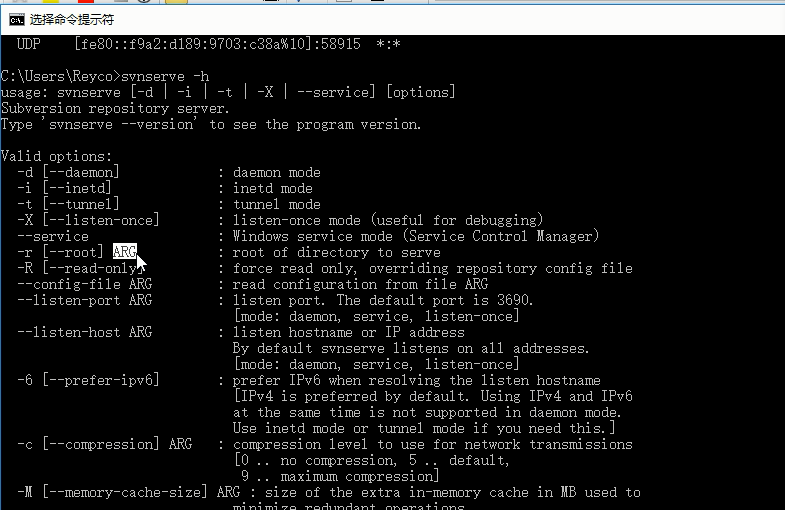 选择命令提示符
UDP    [fe80::f9a2:d189:9703:c38a%10]:58915  *:*
C:\Users\Reyco>svnserve -h
usage: svnserve [-d | -i | -t | -X | --service] [options]
Subversion repository server.
Type 'svnserve --version' to see the program version.
Valid options:
-d [--daemon]            : daemon mode
-i [--inetd]             : inetd mode
-t [--tunnel]            : tunnel mode
-X [--listen-once]       : listen-once mode (useful for debugging)
--service                : Windows service mode (Service Control Manager)
-r [--root] ARG          : root of directory to serve
-R [--read-only]         : force read only, overriding repository config file
--config-file ARG        : read configuration from file ARG
--listen-port ARG        : listen port. The default port is 3690.
[mode: daemon, service, listen-once]
--listen-host ARG        : listen hostname or IP address
By default svnserve listens on all addresses.
[mode: daemon, service, listen-once]
-6 [--prefer-ipv6]       : prefer IPv6 when resolving the listen hostname
[IPv4 is preferred by default. Using IPv4 and IPv6
at the same time is not supported in daemon mode.
Use inetd mode or tunnel mode if you need this.]
-c [--compression] ARG   : compression level to use for network transmissions
[0 .. no compression, 5 .. default,
9 .. maximum compression]
-M [--memory-cache-size] ARG : size of the extra in-memory cache in MB used to
minimize redundant operations.